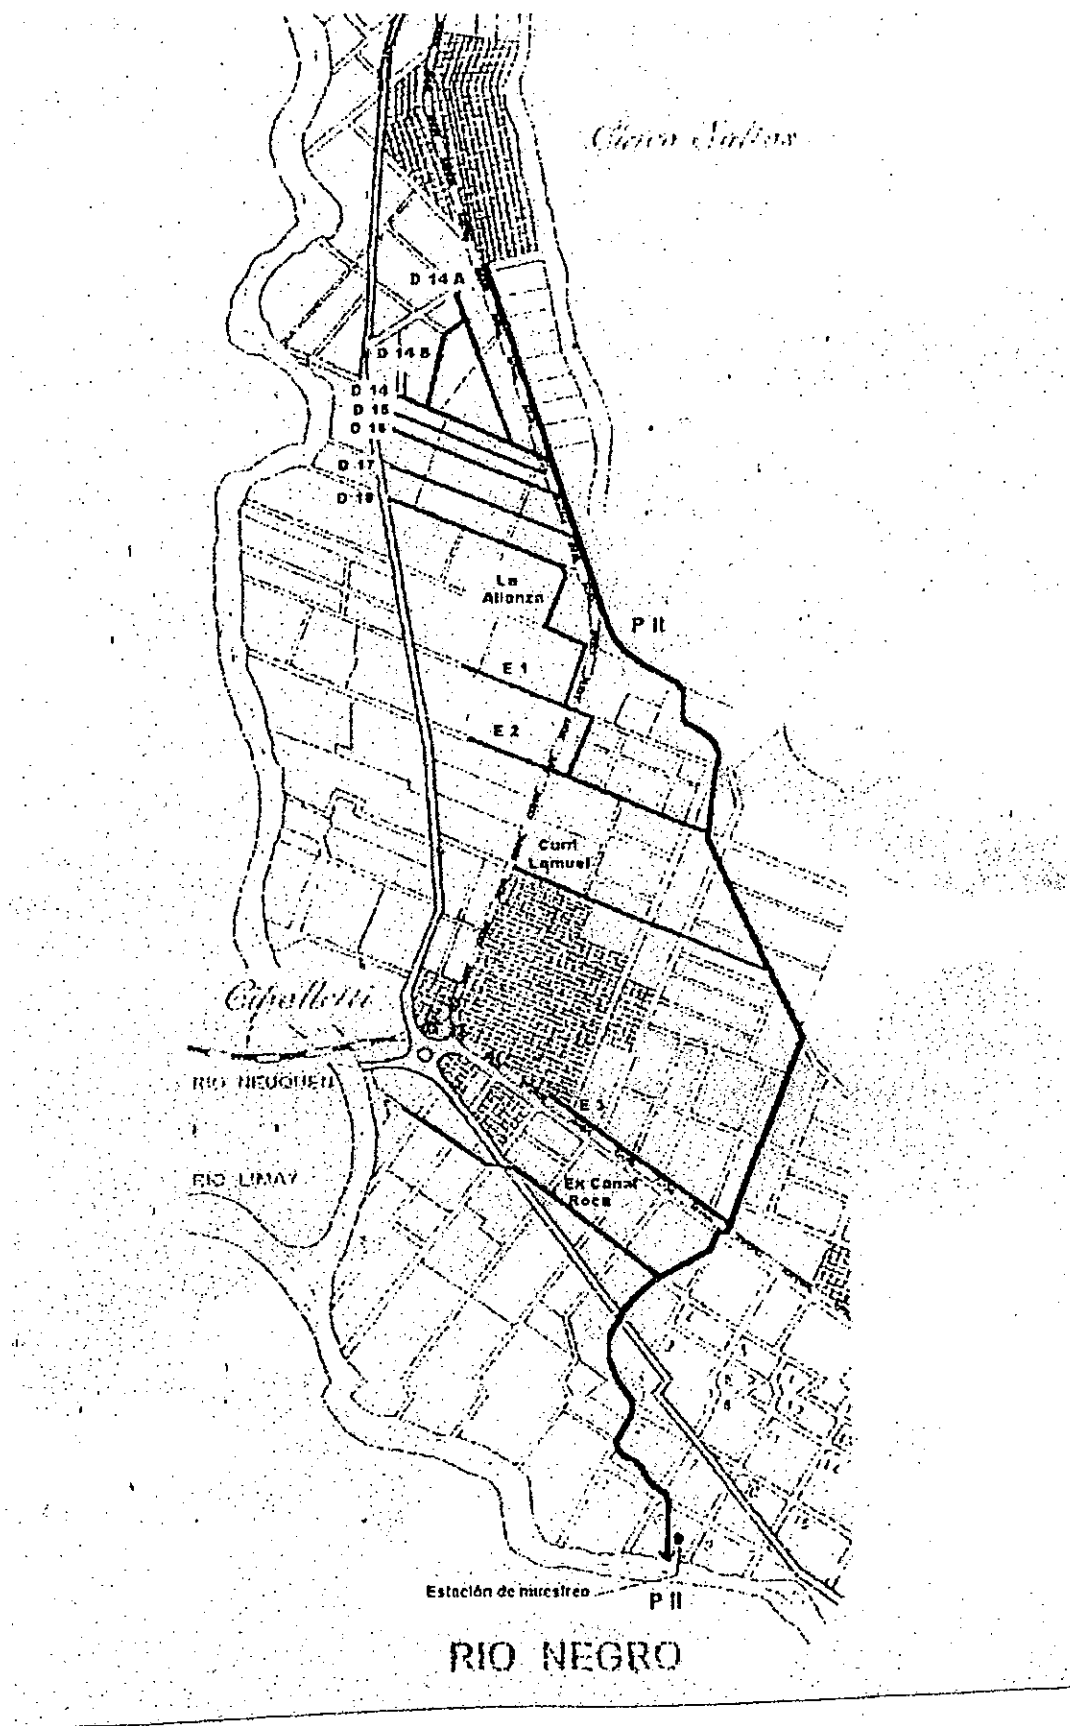 Cinco Saltos
D 14 A
D 14 B
D 14
D 15
D 16
D 17
D 18
La
Alianza
P II
E 1
E 2
Curri
Lamuel
Cipolletti
RIO NEUQUEN
E 3
RIO LIMAY
Ex Canal
Roca
Estación de muestreo
P II
RIO NEGRO